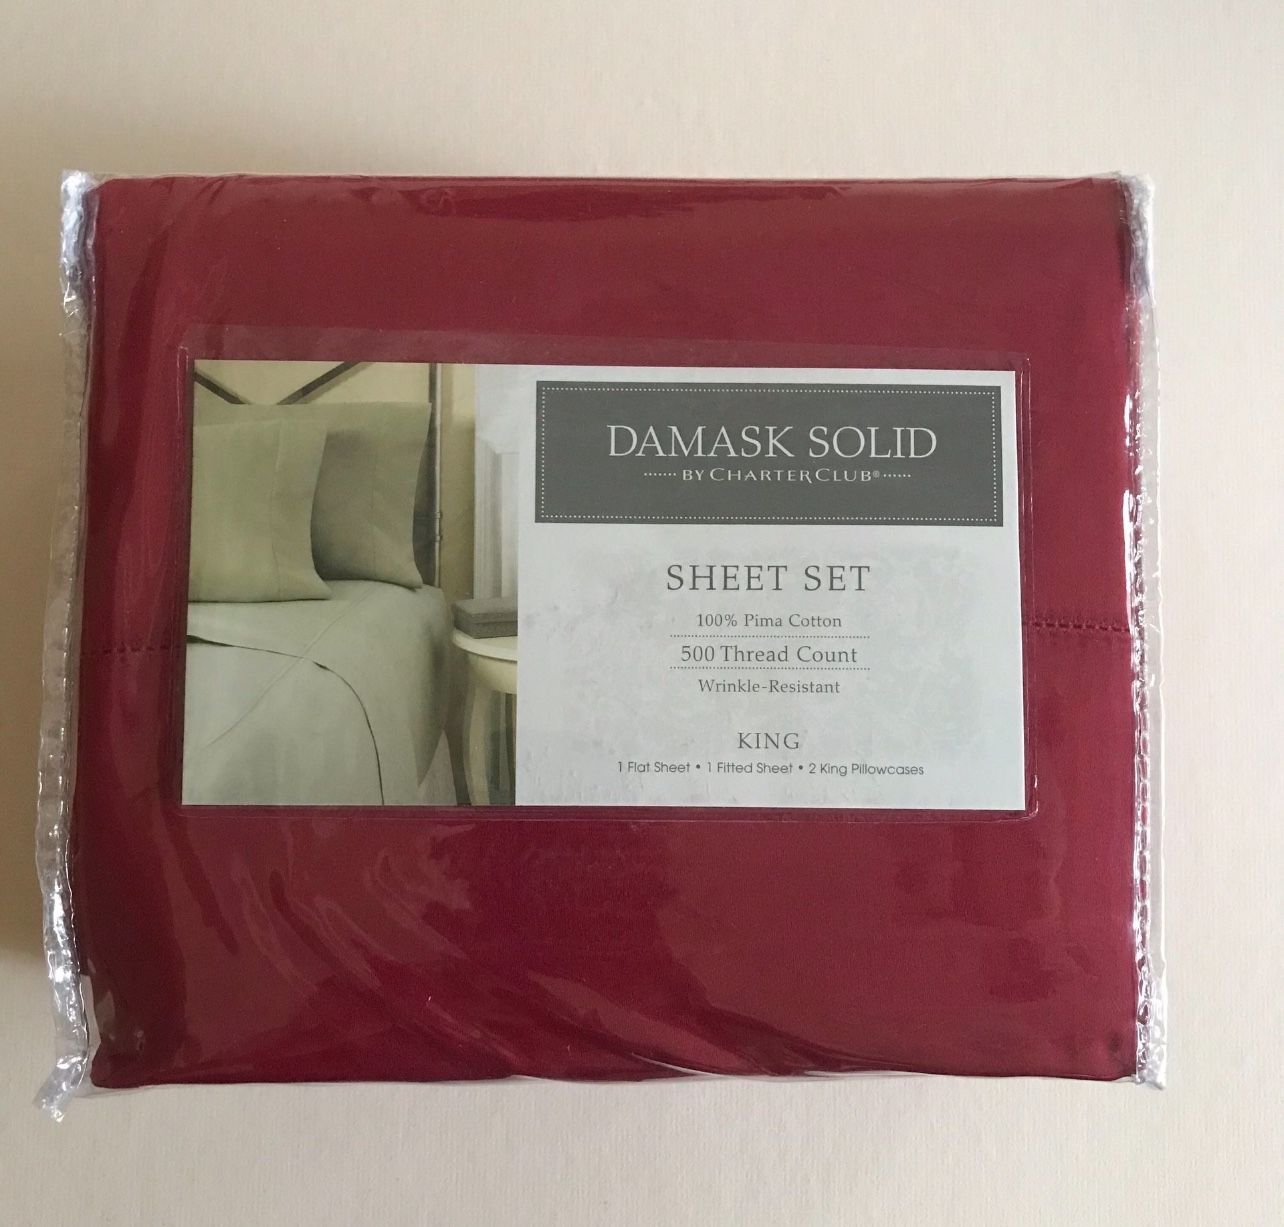 DAMASK SOLID
BY CHARTER CLUB®
SHEET SET
100% Pima Cotton
500 Thread Count
Wrinkle-Resistant
KING
1 Flat Sheet • 1 Fitted Sheet • 2 King Pillowcases